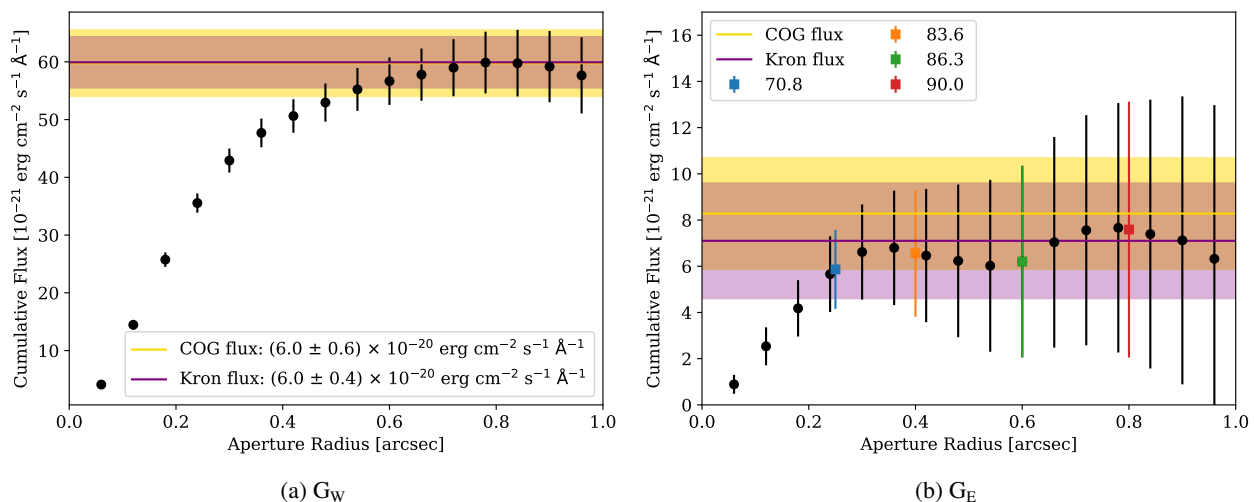 60
50
40
30
20
10
0.0 0.2 0.4 0.6 0.8 1.0
Cumulative Flux [10⁻²¹ erg cm⁻² s⁻¹ Å⁻¹]
Aperture Radius [arcsec]
COG flux: (6.0 ± 0.6) × 10⁻²⁰ erg cm⁻² s⁻¹ Å⁻¹
Kron flux: (6.0 ± 0.4) × 10⁻²⁰ erg cm⁻² s⁻¹ Å⁻¹
(a) G_W
16
14
12
10
8
6
4
2
0
0.0 0.2 0.4 0.6 0.8 1.0
Cumulative Flux [10⁻²¹ erg cm⁻² s⁻¹ Å⁻¹]
Aperture Radius [arcsec]
COG flux
Kron flux
70.8
83.6
86.3
90.0
(b) G_E